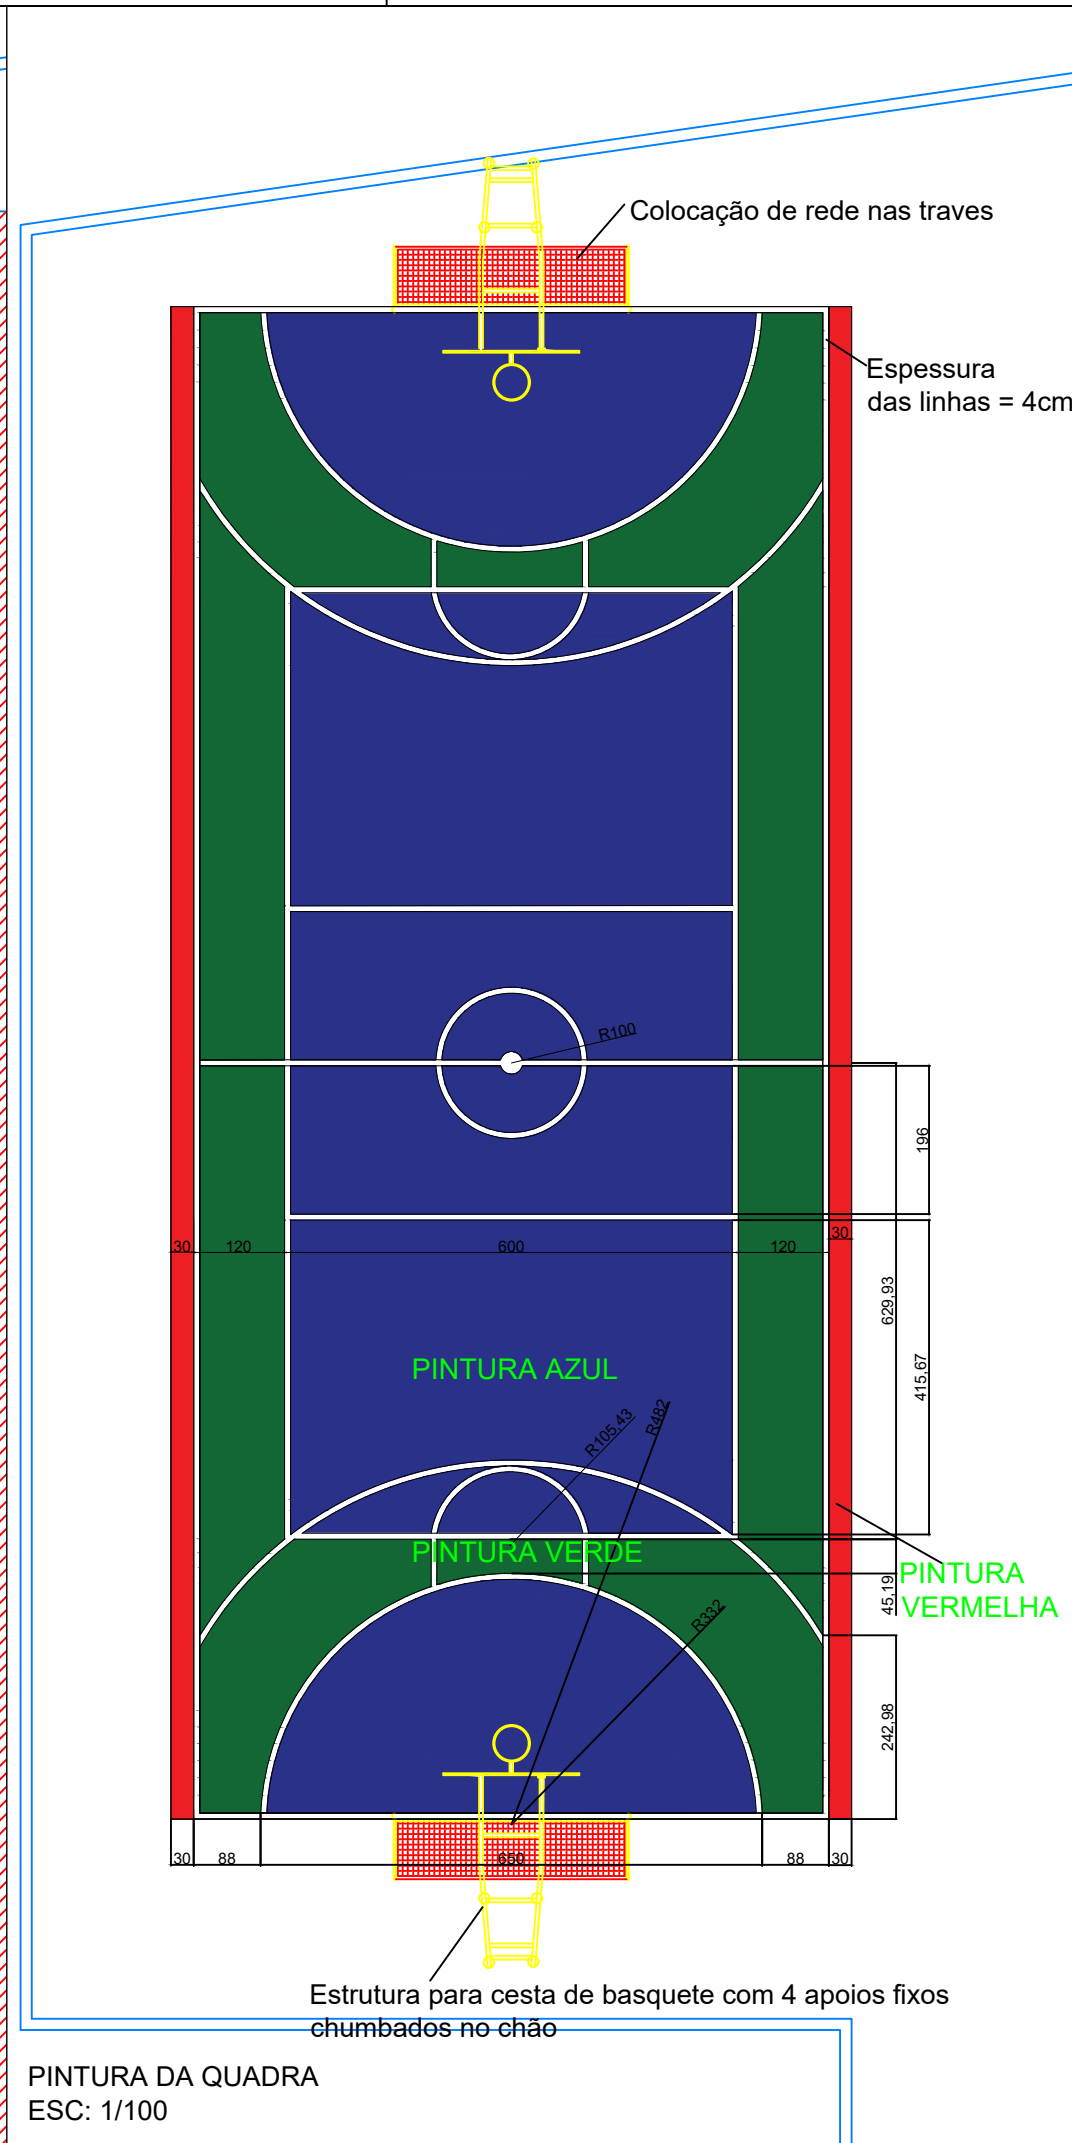 Colocação de rede nas traves
Espessura
das linhas = 4cm
R100
196
30
120
600
120
30
629,93
415,67
PINTURA AZUL
R105,43
R482
PINTURA VERDE
PINTURA
VERMELHA
45,19
R332
242,98
30
88
650
88
30
Estrutura para cesta de basquete com 4 apoios fixos
chumbados no chão
PINTURA DA QUADRA
ESC: 1/100